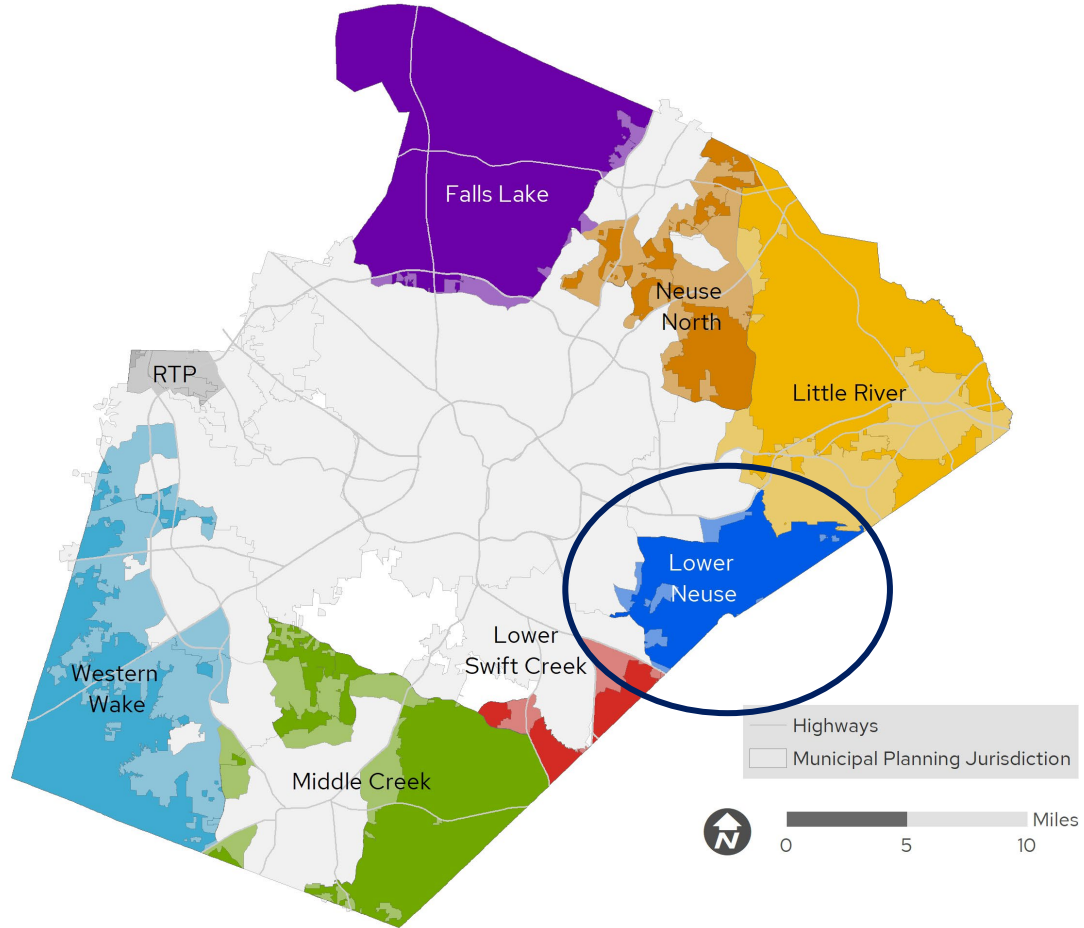 Falls Lake
Neuse
North
RTP
Little River
Lower
Neuse
Lower
Swift Creek
Western
Wake
Middle Creek
Highways
Municipal Planning Jurisdiction
N
Miles
0
5
10